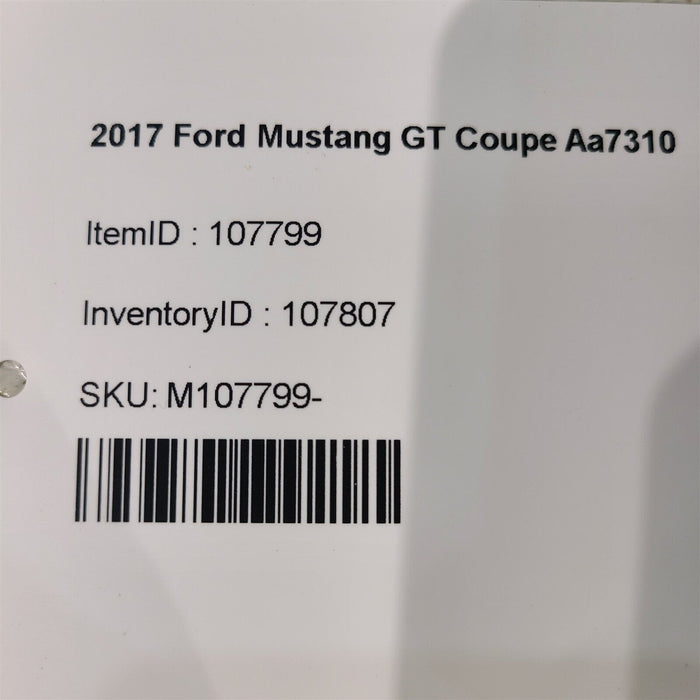 2017 Ford Mustang GT Coupe Aa7310
ItemID : 107799
InventoryID : 107807
SKU: M107799-